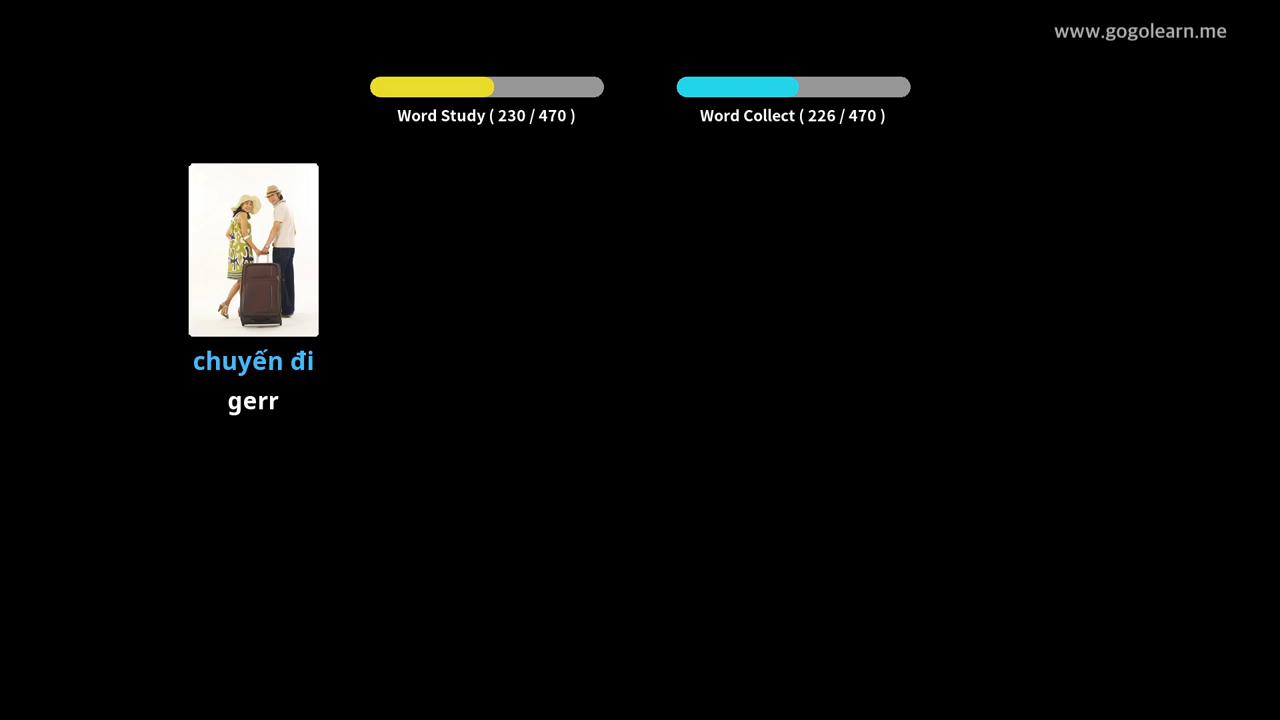 www.gogolearn.me
Word Study ( 230 / 470 )
Word Collect ( 226 / 470 )
chuyến đi
gerr